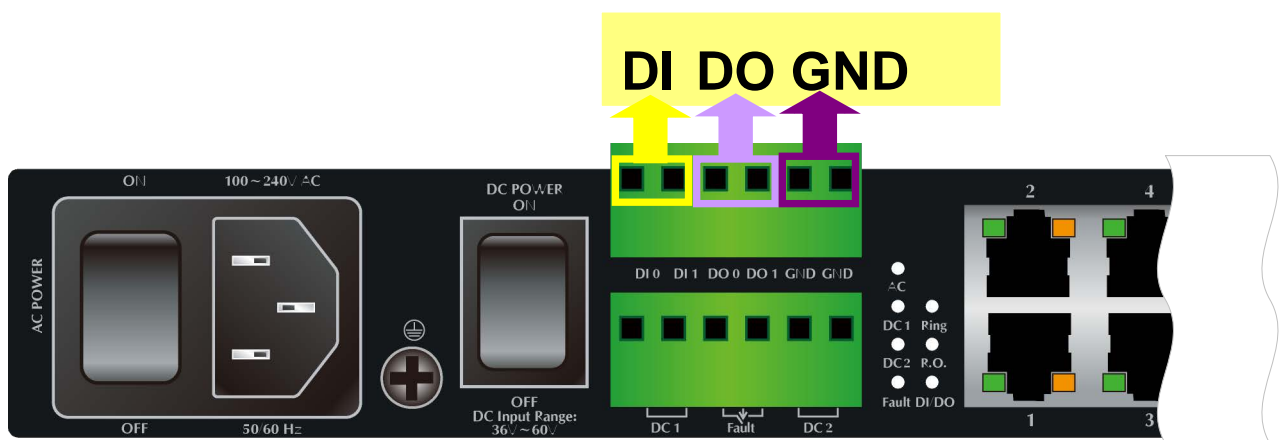 DI DO GND
ON
100~240V AC
AC POWER
OFF
50/60 Hz
DC POWER
ON
OFF
DC Input Range:
36V~60V
DI 0 DI 1 DO 0 DO 1 GND GND
DC 1 Fault DC 2
AC
DC 1 Ring
DC 2 R.O.
Fault DI/DO
2 4
1 3